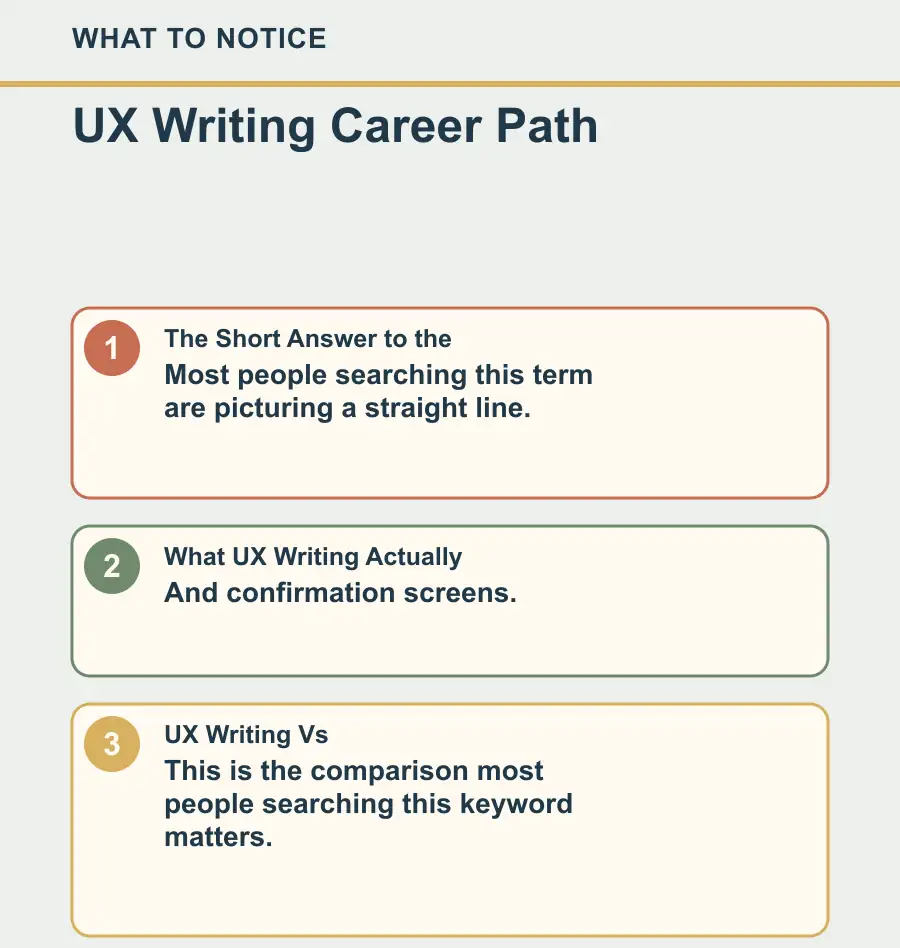 WHAT TO NOTICE
UX Writing Career Path
1
The Short Answer to the
Most people searching this term
are picturing a straight line.
2
What UX Writing Actually
And confirmation screens.
3
UX Writing Vs
This is the comparison most
people searching this keyword
matters.